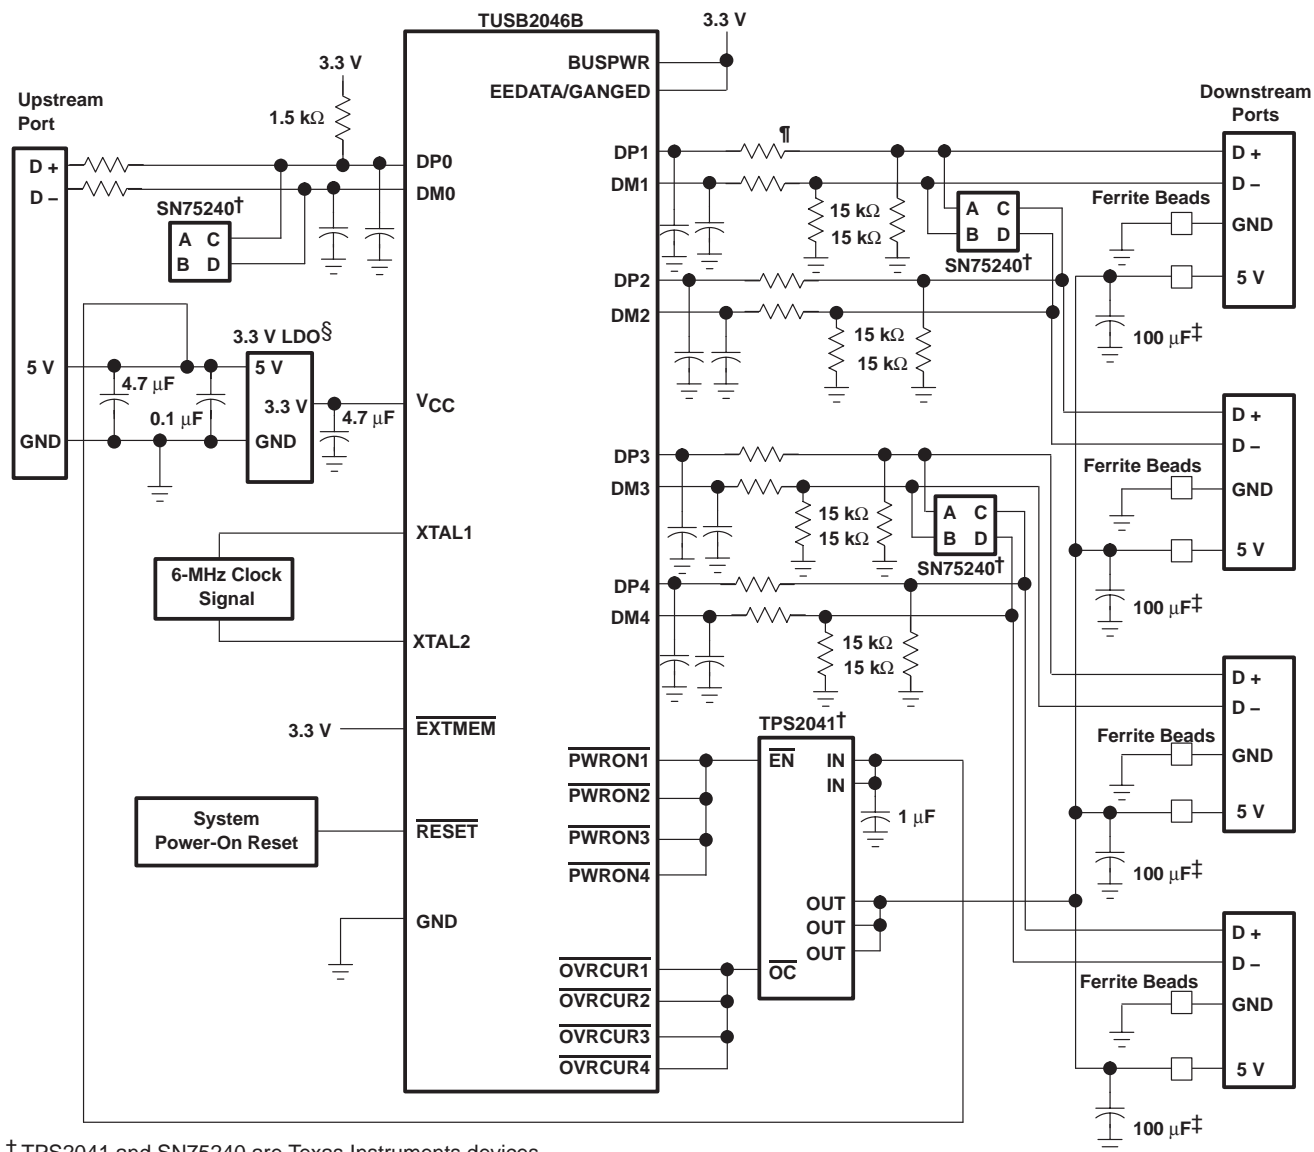 TUSB2046B
3.3 V
BUSPWR
EEDATA/GANGED
3.3 V
1.5 kΩ
Upstream
Port
D +
D –
DP0
DM0
SN75240†
A C
B D
3.3 V LDO§
5 V
5 V
4.7 μF
0.1 μF
3.3 V
4.7 μF
VCC
GND
GND
XTAL1
6-MHz Clock
Signal
XTAL2
3.3 V
EXTMEM
System
Power-On Reset
RESET
GND
DP1
DM1
¶
15 kΩ
15 kΩ
A C
B D
SN75240†
DP2
DM2
15 kΩ
15 kΩ
DP3
DM3
15 kΩ
15 kΩ
A C
B D
SN75240†
DP4
DM4
15 kΩ
15 kΩ
TPS2041†
PWRON1
PWRON2
PWRON3
PWRON4
EN
IN
IN
1 μF
OUT
OUT
OUT
OC
OVRCUR1
OVRCUR2
OVRCUR3
OVRCUR4
Downstream
Ports
D +
D –
Ferrite Beads
GND
5 V
100 μF‡
D +
D –
Ferrite Beads
GND
5 V
100 μF‡
D +
D –
Ferrite Beads
GND
5 V
100 μF‡
D +
D –
Ferrite Beads
GND
5 V
100 μF‡
† TPS2041 and SN75240 are Texas Instruments devices